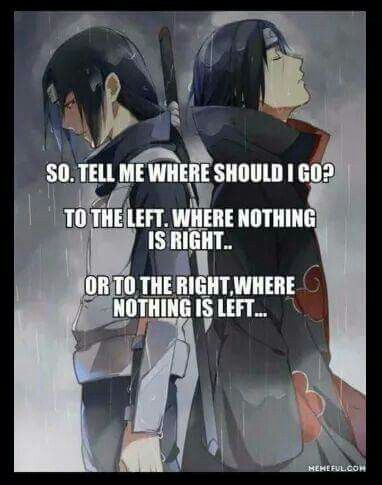 SO. TELL ME WHERE SHOULD I GO?
TO THE LEFT. WHERE NOTHING
IS RIGHT..
OR TO THE RIGHT,WHERE
NOTHING IS LEFT...
MEMEFUL.COM